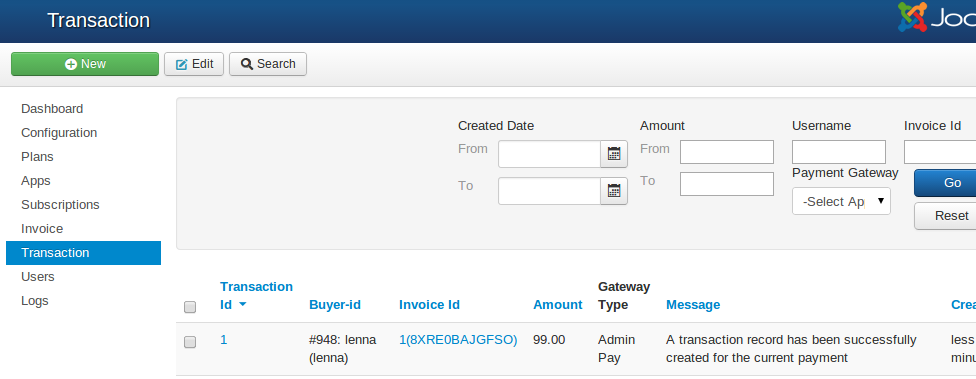 Transaction
New
Edit
Search
Dashboard
Configuration
Plans
Apps
Subscriptions
Invoice
Transaction
Users
Logs
Created Date
Amount
Username
Invoice Id
From
From
To
To
Payment Gateway
-Select Ap
Go
Reset
Transaction
Id
Buyer-id
Invoice Id
Amount
Gateway
Type
Message
1
#948: lenna
(lenna)
1(8XRE0BAJGFSO)
99.00
Admin
Pay
A transaction record has been successfully
created for the current payment
less